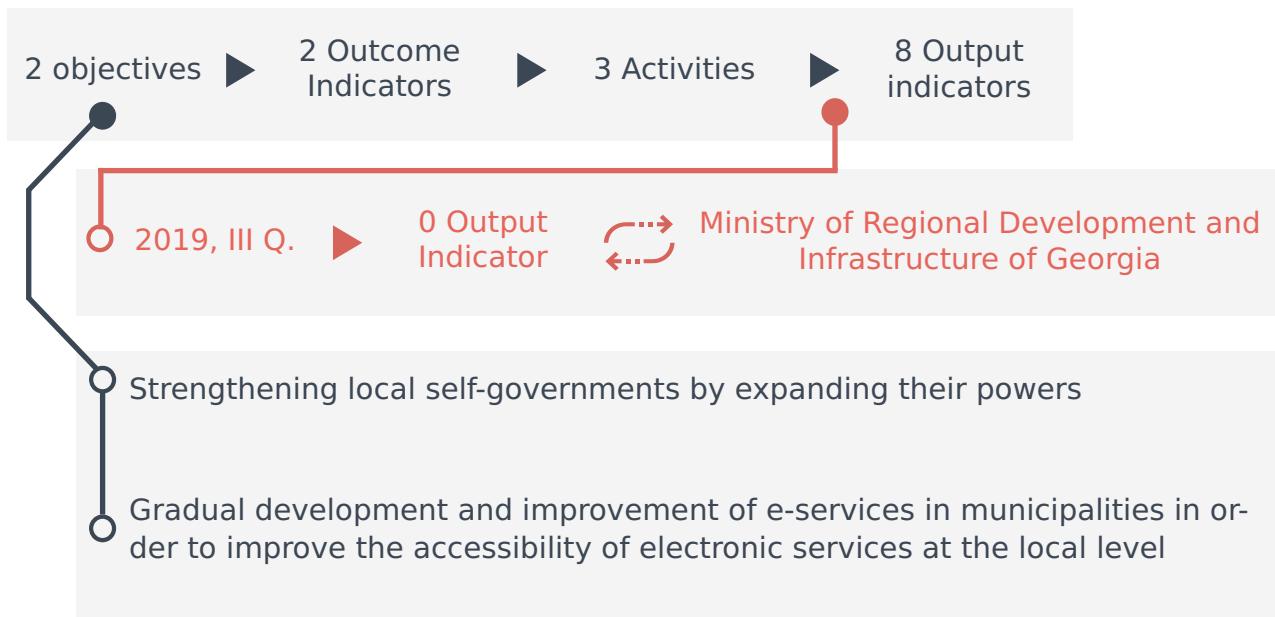 2 objectives
2 Outcome
Indicators
3 Activities
8 Output
indicators
2019, III Q.
0 Output
Indicator
Ministry of Regional Development and
Infrastructure of Georgia
Strengthening local self-governments by expanding their powers
Gradual development and improvement of e-services in municipalities in or-
der to improve the accessibility of electronic services at the local level